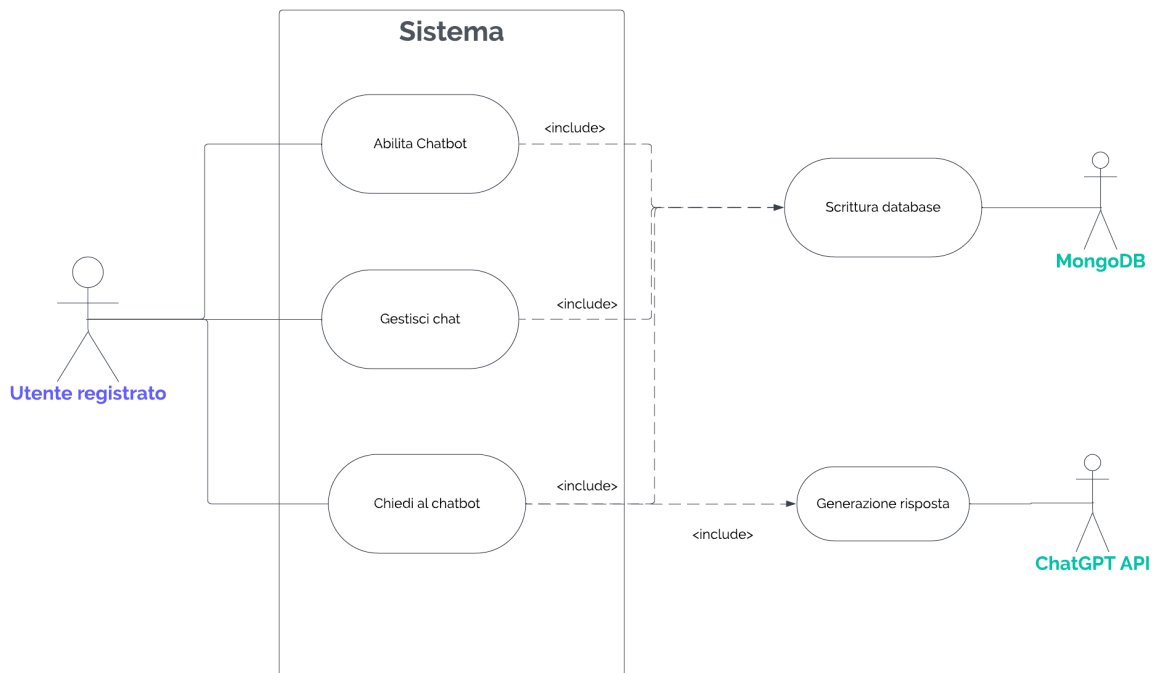 Sistema
Abilita Chatbot
<include>
Scrittura database
MongoDB
Gestisci chat
<include>
Utente registrato
Chiedi al chatbot
<include>
<include>
Generazione risposta
ChatGPT API